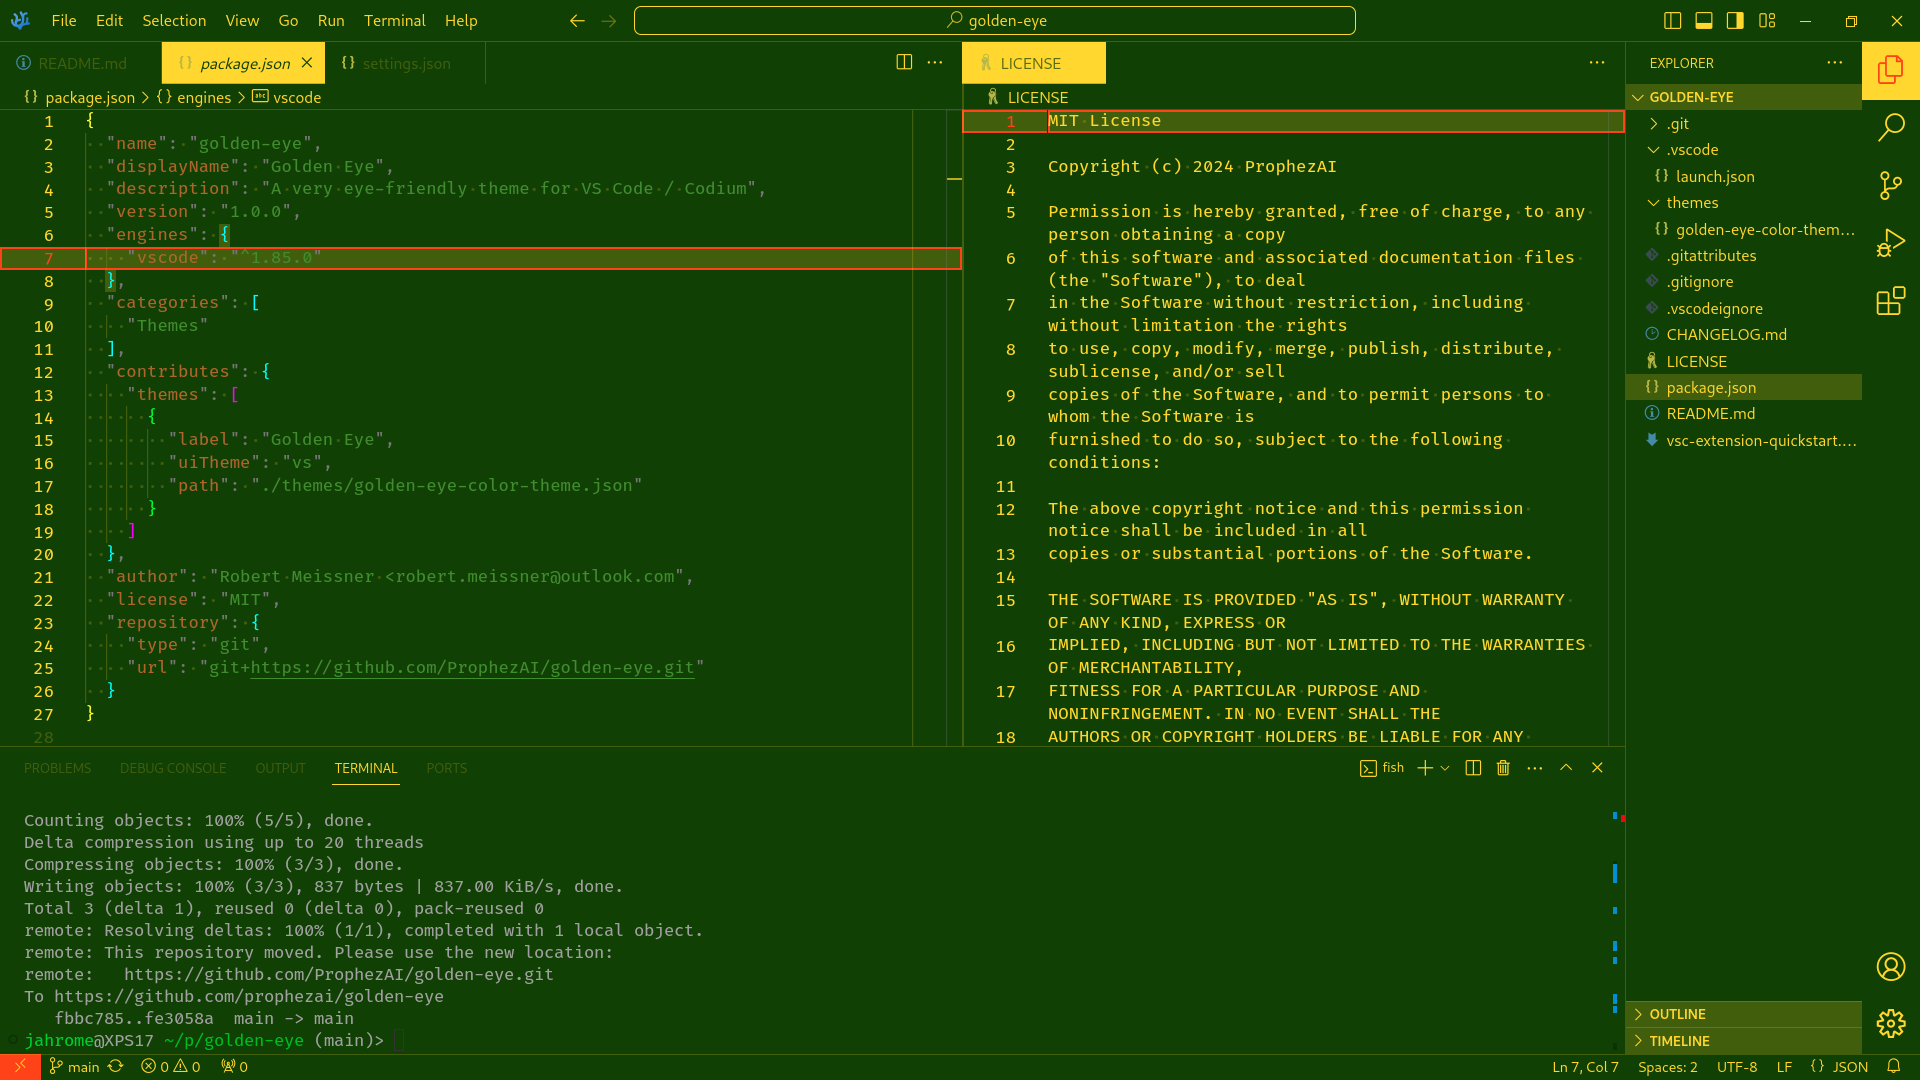 File Edit Selection View Go Run Terminal Help
golden-eye
README.md
package.json
settings.json
LICENSE
EXPLORER
package.json > {} engines > vscode
LICENSE
1 {
2 "name": "golden-eye",
3 "displayName": "Golden Eye",
4 "description": "A very eye-friendly theme for VS Code / Codium",
5 "version": "1.0.0",
6 "engines": {
7 "vscode": "^1.85.0"
8 },
9 "categories": [
10 "Themes"
11 ],
12 "contributes": {
13 "themes": [
14 {
15 "label": "Golden Eye",
16 "uiTheme": "vs",
17 "path": "./themes/golden-eye-color-theme.json"
18 }
19 ]
20 },
21 "author": "Robert Meissner <robert.meissner@outlook.com",
22 "license": "MIT",
23 "repository": {
24 "type": "git",
25 "url": "git+https://github.com/ProphezAI/golden-eye.git"
26 }
27 }
28
1 MIT License
2
3 Copyright (c) 2024 ProphezAI
4
5 Permission is hereby granted, free of charge, to any
person obtaining a copy
6 of this software and associated documentation files
(the "Software"), to deal
7 in the Software without restriction, including
without limitation the rights
8 to use, copy, modify, merge, publish, distribute,
sublicense, and/or sell
9 copies of the Software, and to permit persons to
whom the Software is
10 furnished to do so, subject to the following
conditions:
11
12 The above copyright notice and this permission
notice shall be included in all
13 copies or substantial portions of the Software.
14
15 THE SOFTWARE IS PROVIDED "AS IS", WITHOUT WARRANTY
OF ANY KIND, EXPRESS OR
16 IMPLIED, INCLUDING BUT NOT LIMITED TO THE WARRANTIES
OF MERCHANTABILITY,
17 FITNESS FOR A PARTICULAR PURPOSE AND
NONINFRINGEMENT. IN NO EVENT SHALL THE
18 AUTHORS OR COPYRIGHT HOLDERS BE LIABLE FOR ANY
GOLDEN-EYE
.git
.vscode
{} launch.json
themes
{} golden-eye-color-them...
.gitattributes
.gitignore
.vscodeignore
CHANGELOG.md
LICENSE
{} package.json
README.md
vsc-extension-quickstart....
OUTLINE
TIMELINE
PROBLEMS DEBUG CONSOLE OUTPUT TERMINAL PORTS
fish
Counting objects: 100% (5/5), done.
Delta compression using up to 20 threads
Compressing objects: 100% (3/3), done.
Writing objects: 100% (3/3), 837 bytes | 837.00 KiB/s, done.
Total 3 (delta 1), reused 0 (delta 0), pack-reused 0
remote: Resolving deltas: 100% (1/1), completed with 1 local object.
remote: This repository moved. Please use the new location:
remote:   https://github.com/ProphezAI/golden-eye.git
To https://github.com/prophezai/golden-eye
fbbc785..fe3058a  main -> main
jahrome@XPS17 ~/p/golden-eye (main)>
main 0 0 0
Ln 7, Col 7 Spaces: 2 UTF-8 LF {} JSON